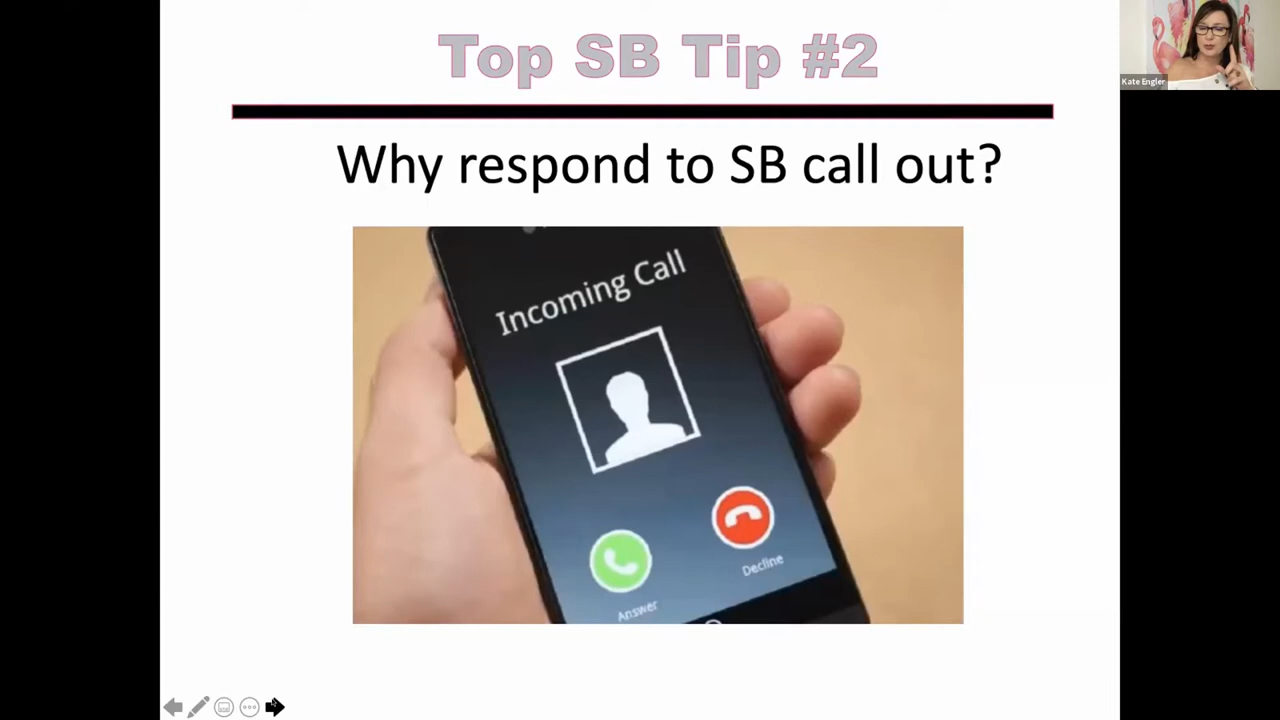 Top SB Tip #2
Kate Engler
Why respond to SB call out?
Incoming Call
Decline
Answer